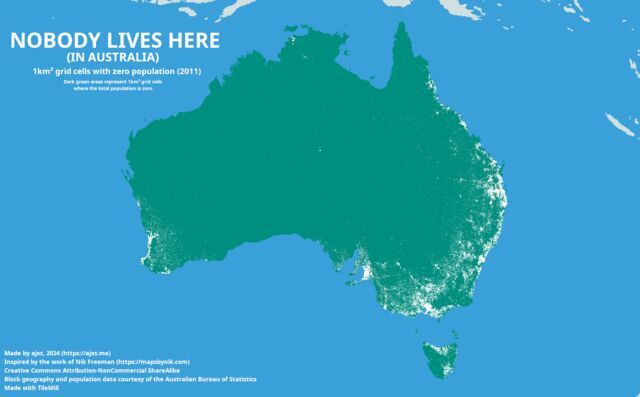 NOBODY LIVES HERE
(IN AUSTRALIA)
1km² grid cells with zero population (2011)
Dark green areas represent 1km² grid cells
where the total population is zero.
Made by ajxs, 2024 (https://ajxs.me)
Inspired by the work of Nik Freeman (https://mapsbynik.com)
Creative Commons Attribution-NonCommercial ShareAlike
Block geography and population data courtesy of the Australian Bureau of Statistics
Made with TileMill